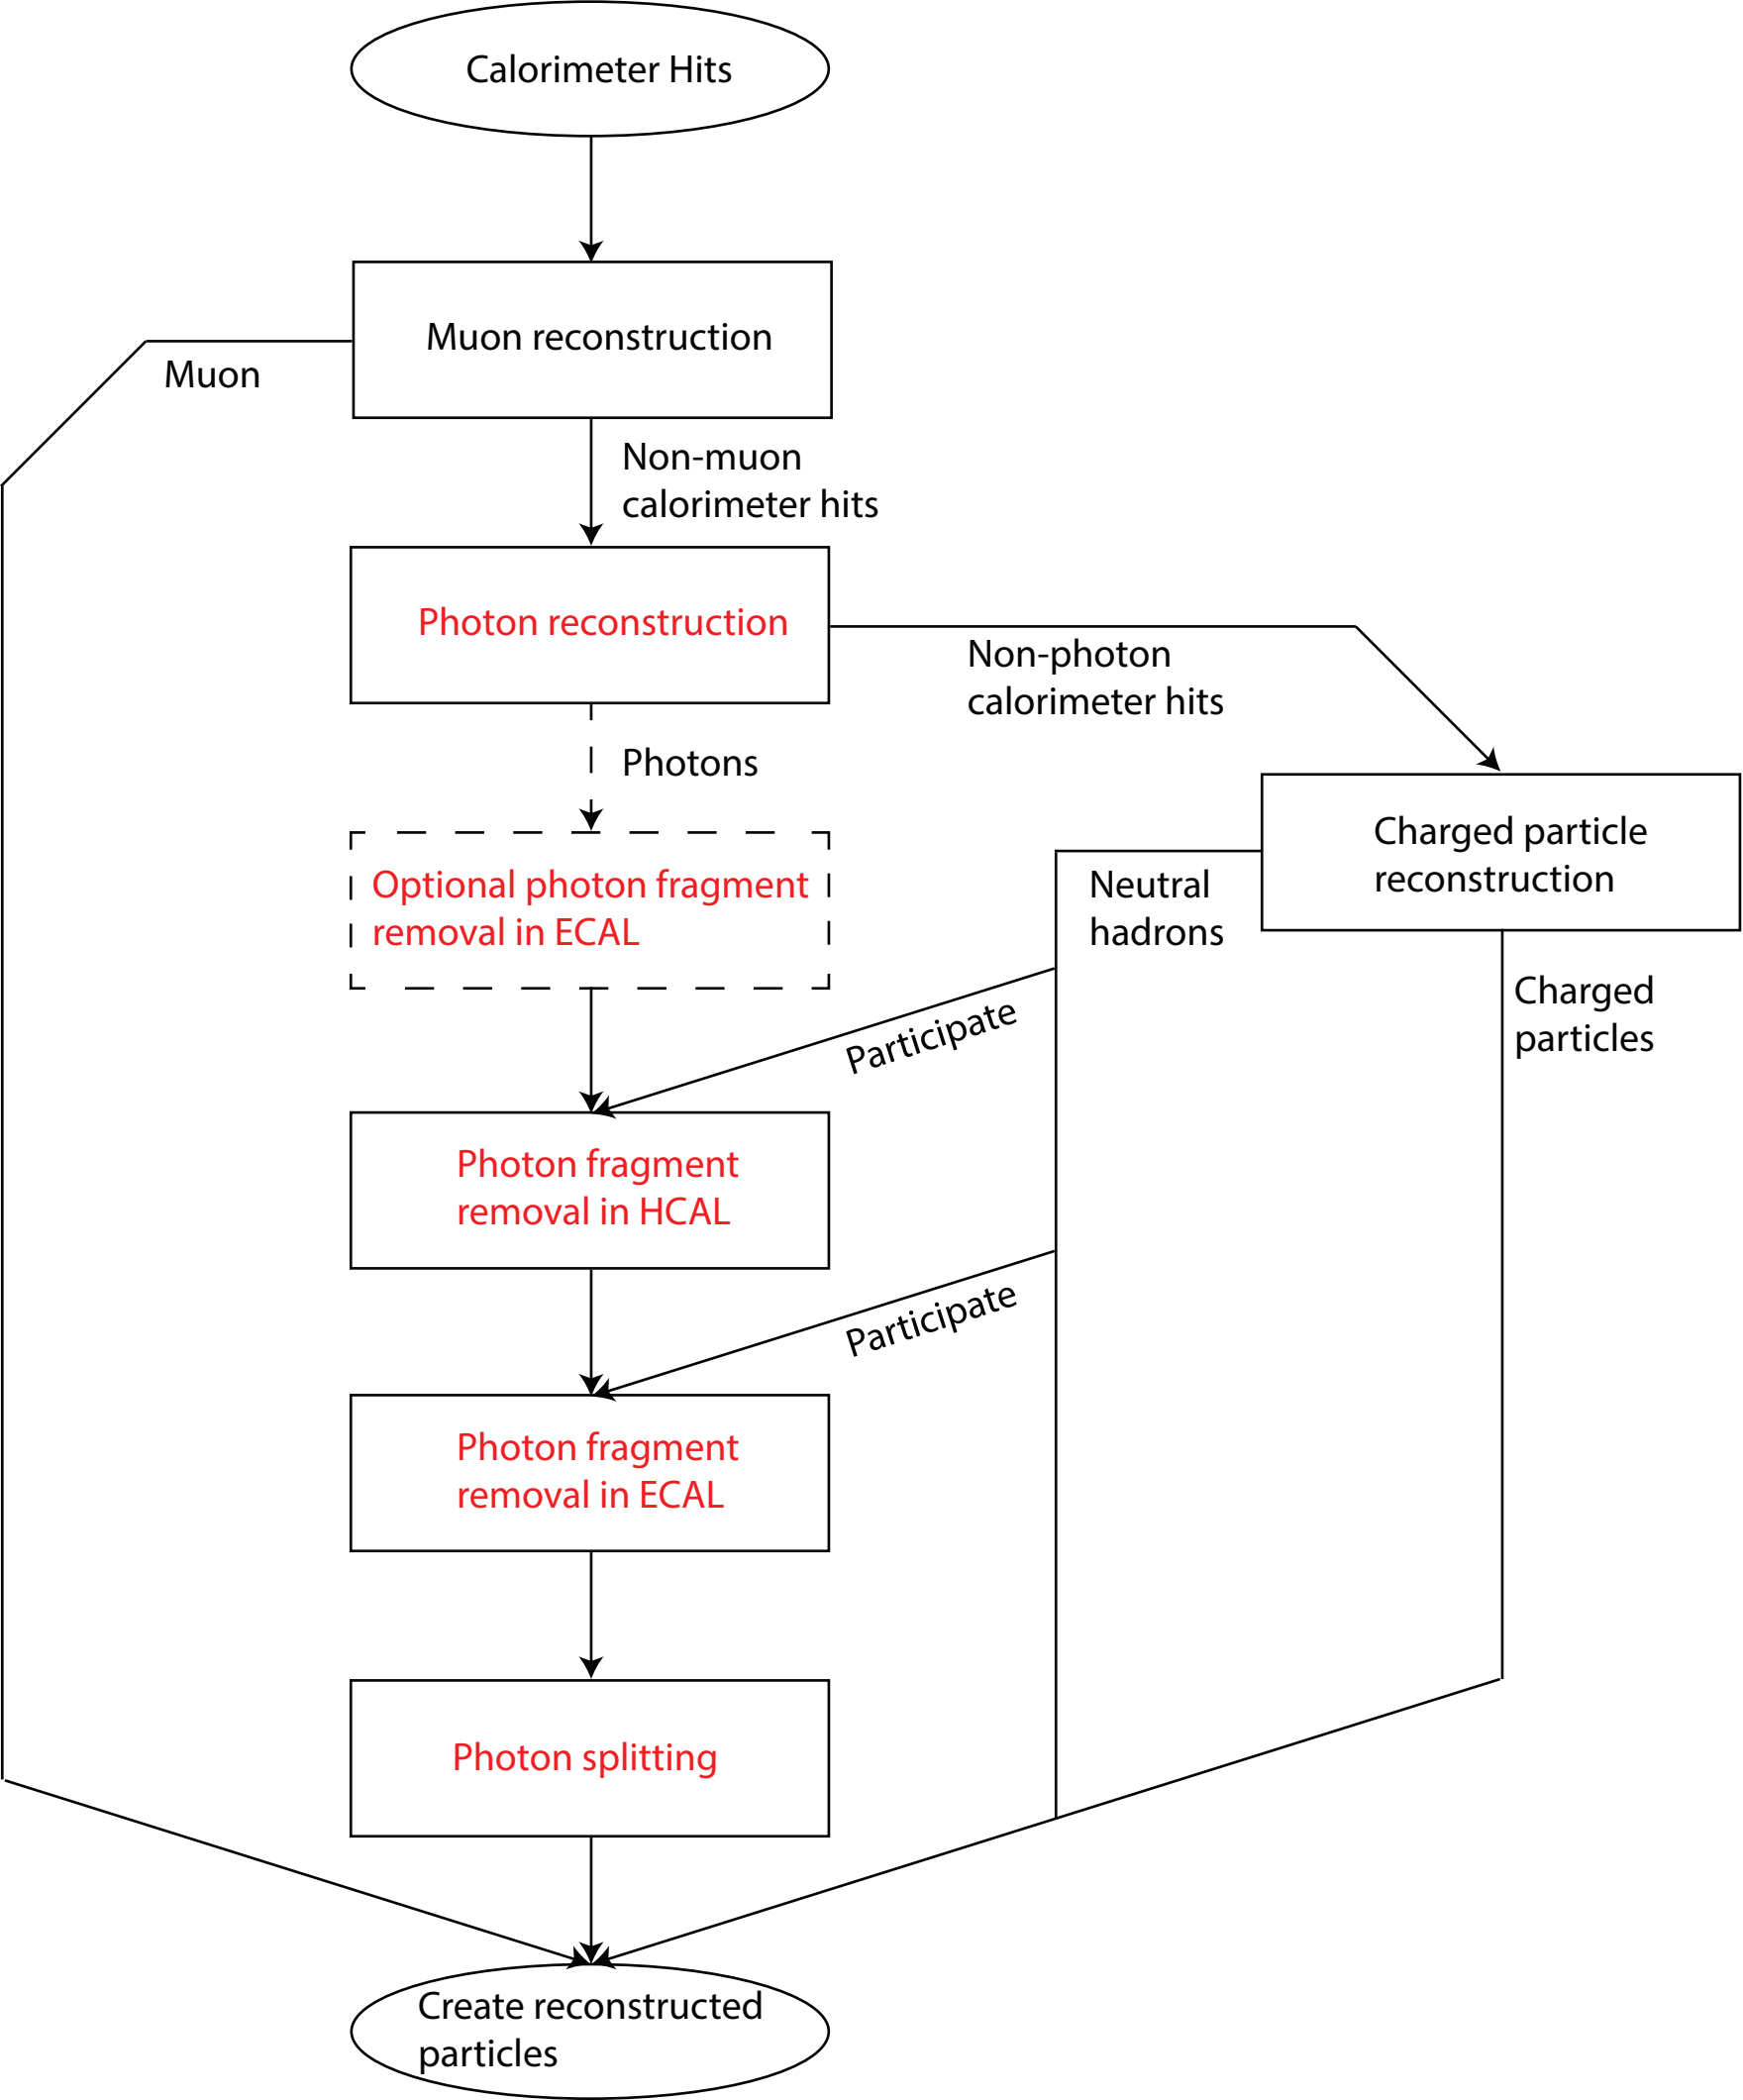 Calorimeter Hits
Muon reconstruction
Muon
Non-muon
calorimeter hits
Photon reconstruction
Non-photon
calorimeter hits
Photons
Charged particle
reconstruction
Optional photon fragment
removal in ECAL
Neutral
hadrons
Charged
particles
Participate
Photon fragment
removal in HCAL
Participate
Photon fragment
removal in ECAL
Photon splitting
Create reconstructed
particles